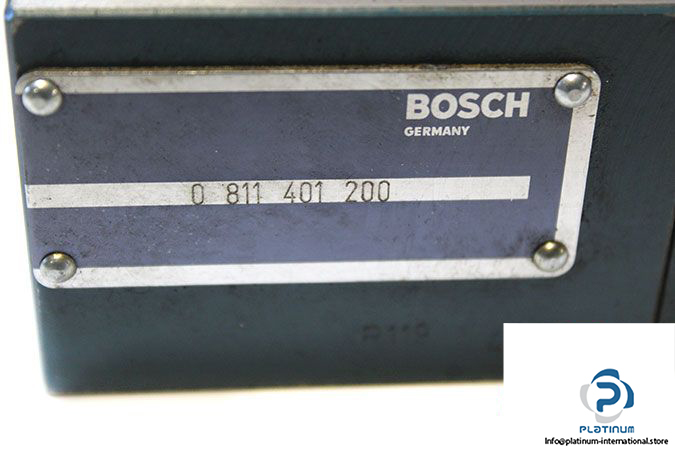 BOSCH
GERMANY
0 811 401 200
PLATINUM
Info@platinum-international.store